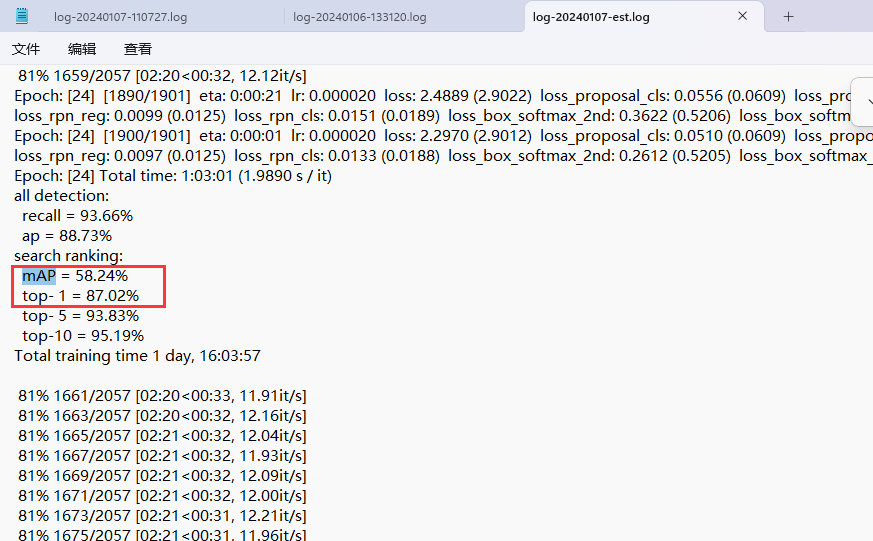 log-20240107-110727.log
log-20240106-133120.log
log-20240107-est.log
文件 编辑 查看
81% 1659/2057 [02:20<00:32, 12.12it/s]
Epoch: [24] [1890/1901] eta: 0:00:21 lr: 0.000020 loss: 2.4889 (2.9022) loss_proposal_cls: 0.0556 (0.0609) loss_prc
loss_rpn_reg: 0.0099 (0.0125) loss_rpn_cls: 0.0151 (0.0189) loss_box_softmax_2nd: 0.3622 (0.5206) loss_box_softm
Epoch: [24] [1900/1901] eta: 0:00:01 lr: 0.000020 loss: 2.2970 (2.9012) loss_proposal_cls: 0.0510 (0.0609) loss_propo
loss_rpn_reg: 0.0097 (0.0125) loss_rpn_cls: 0.0133 (0.0188) loss_box_softmax_2nd: 0.2612 (0.5205) loss_box_softmax_
Epoch: [24] Total time: 1:03:01 (1.9890 s / it)
all detection:
recall = 93.66%
ap = 88.73%
search ranking:
mAP = 58.24%
top- 1 = 87.02%
top- 5 = 93.83%
top-10 = 95.19%
Total training time 1 day, 16:03:57
81% 1661/2057 [02:20<00:33, 11.91it/s]
81% 1663/2057 [02:20<00:32, 12.16it/s]
81% 1665/2057 [02:21<00:32, 12.04it/s]
81% 1667/2057 [02:21<00:32, 11.93it/s]
81% 1669/2057 [02:21<00:32, 12.09it/s]
81% 1671/2057 [02:21<00:32, 12.00it/s]
81% 1673/2057 [02:21<00:31, 12.21it/s]
81% 1675/2057 [02:21<00:31, 11.96it/s]